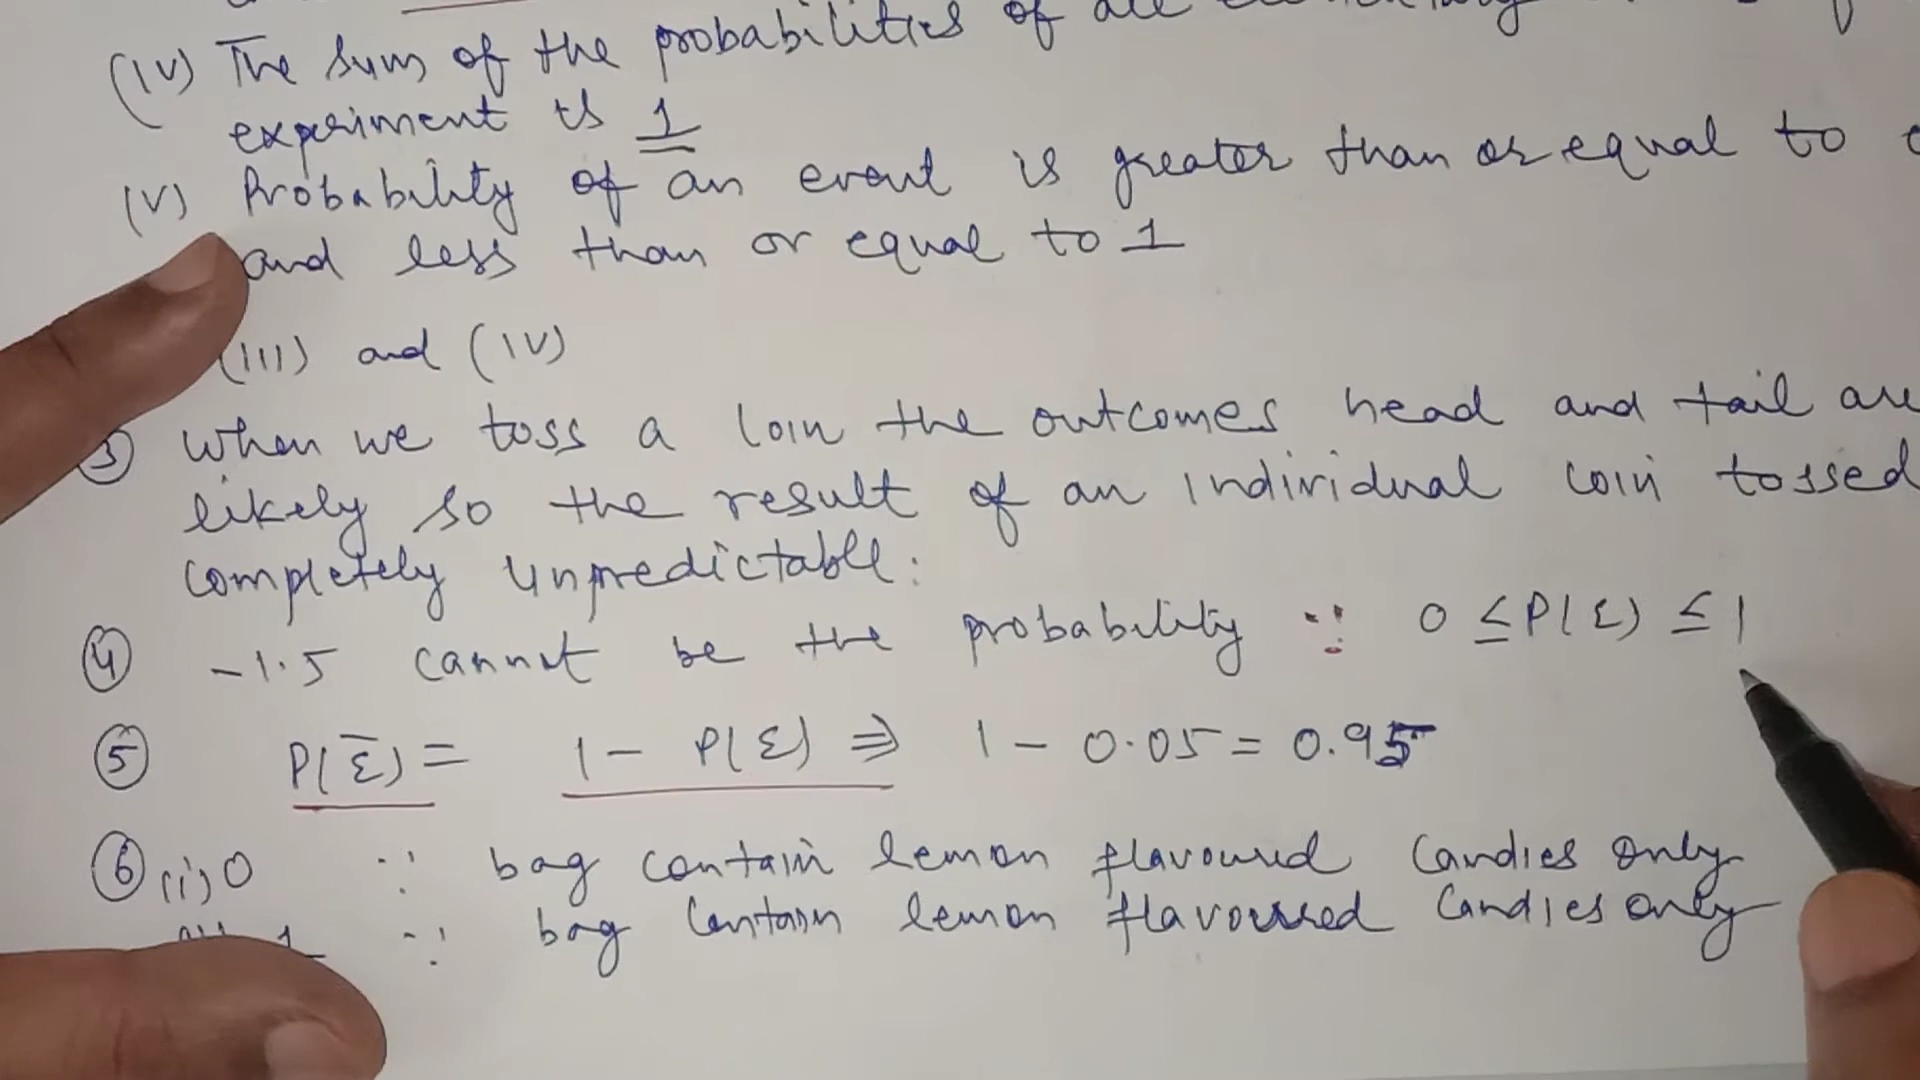 (iv) The sum of the probabilities of all
experiment is 1
(v) Probability of an event is greater than or equal to
and less than or equal to 1
(iii) and (iv)
③ When we toss a coin the outcomes head and tail are
likely so the result of an individual coin tossed
completely unpredictable.
④ -1.5 cannot be the probability ∵ 0 ≤ P(E) ≤ 1
⑤ P(E̅) = 1 - P(E) ⇒ 1 - 0.05 = 0.95
⑥ (i) 0 ∵ bag contain lemon flavoured candies only
1 ∵ bag contain lemon flavoured candies only